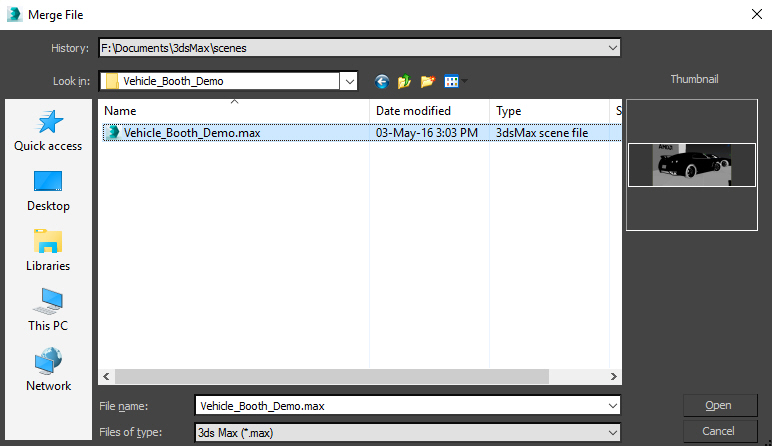 Merge File
History: F:\Documents\3dsMax\scenes
Look in: Vehicle_Booth_Demo
Thumbnail
Name Date modified Type S
Vehicle_Booth_Demo.max 03-May-16 3:03 PM 3dsMax scene file
Quick access
Desktop
Libraries
This PC
Network
File name: Vehicle_Booth_Demo.max Open
Files of type: 3ds Max (*.max) Cancel